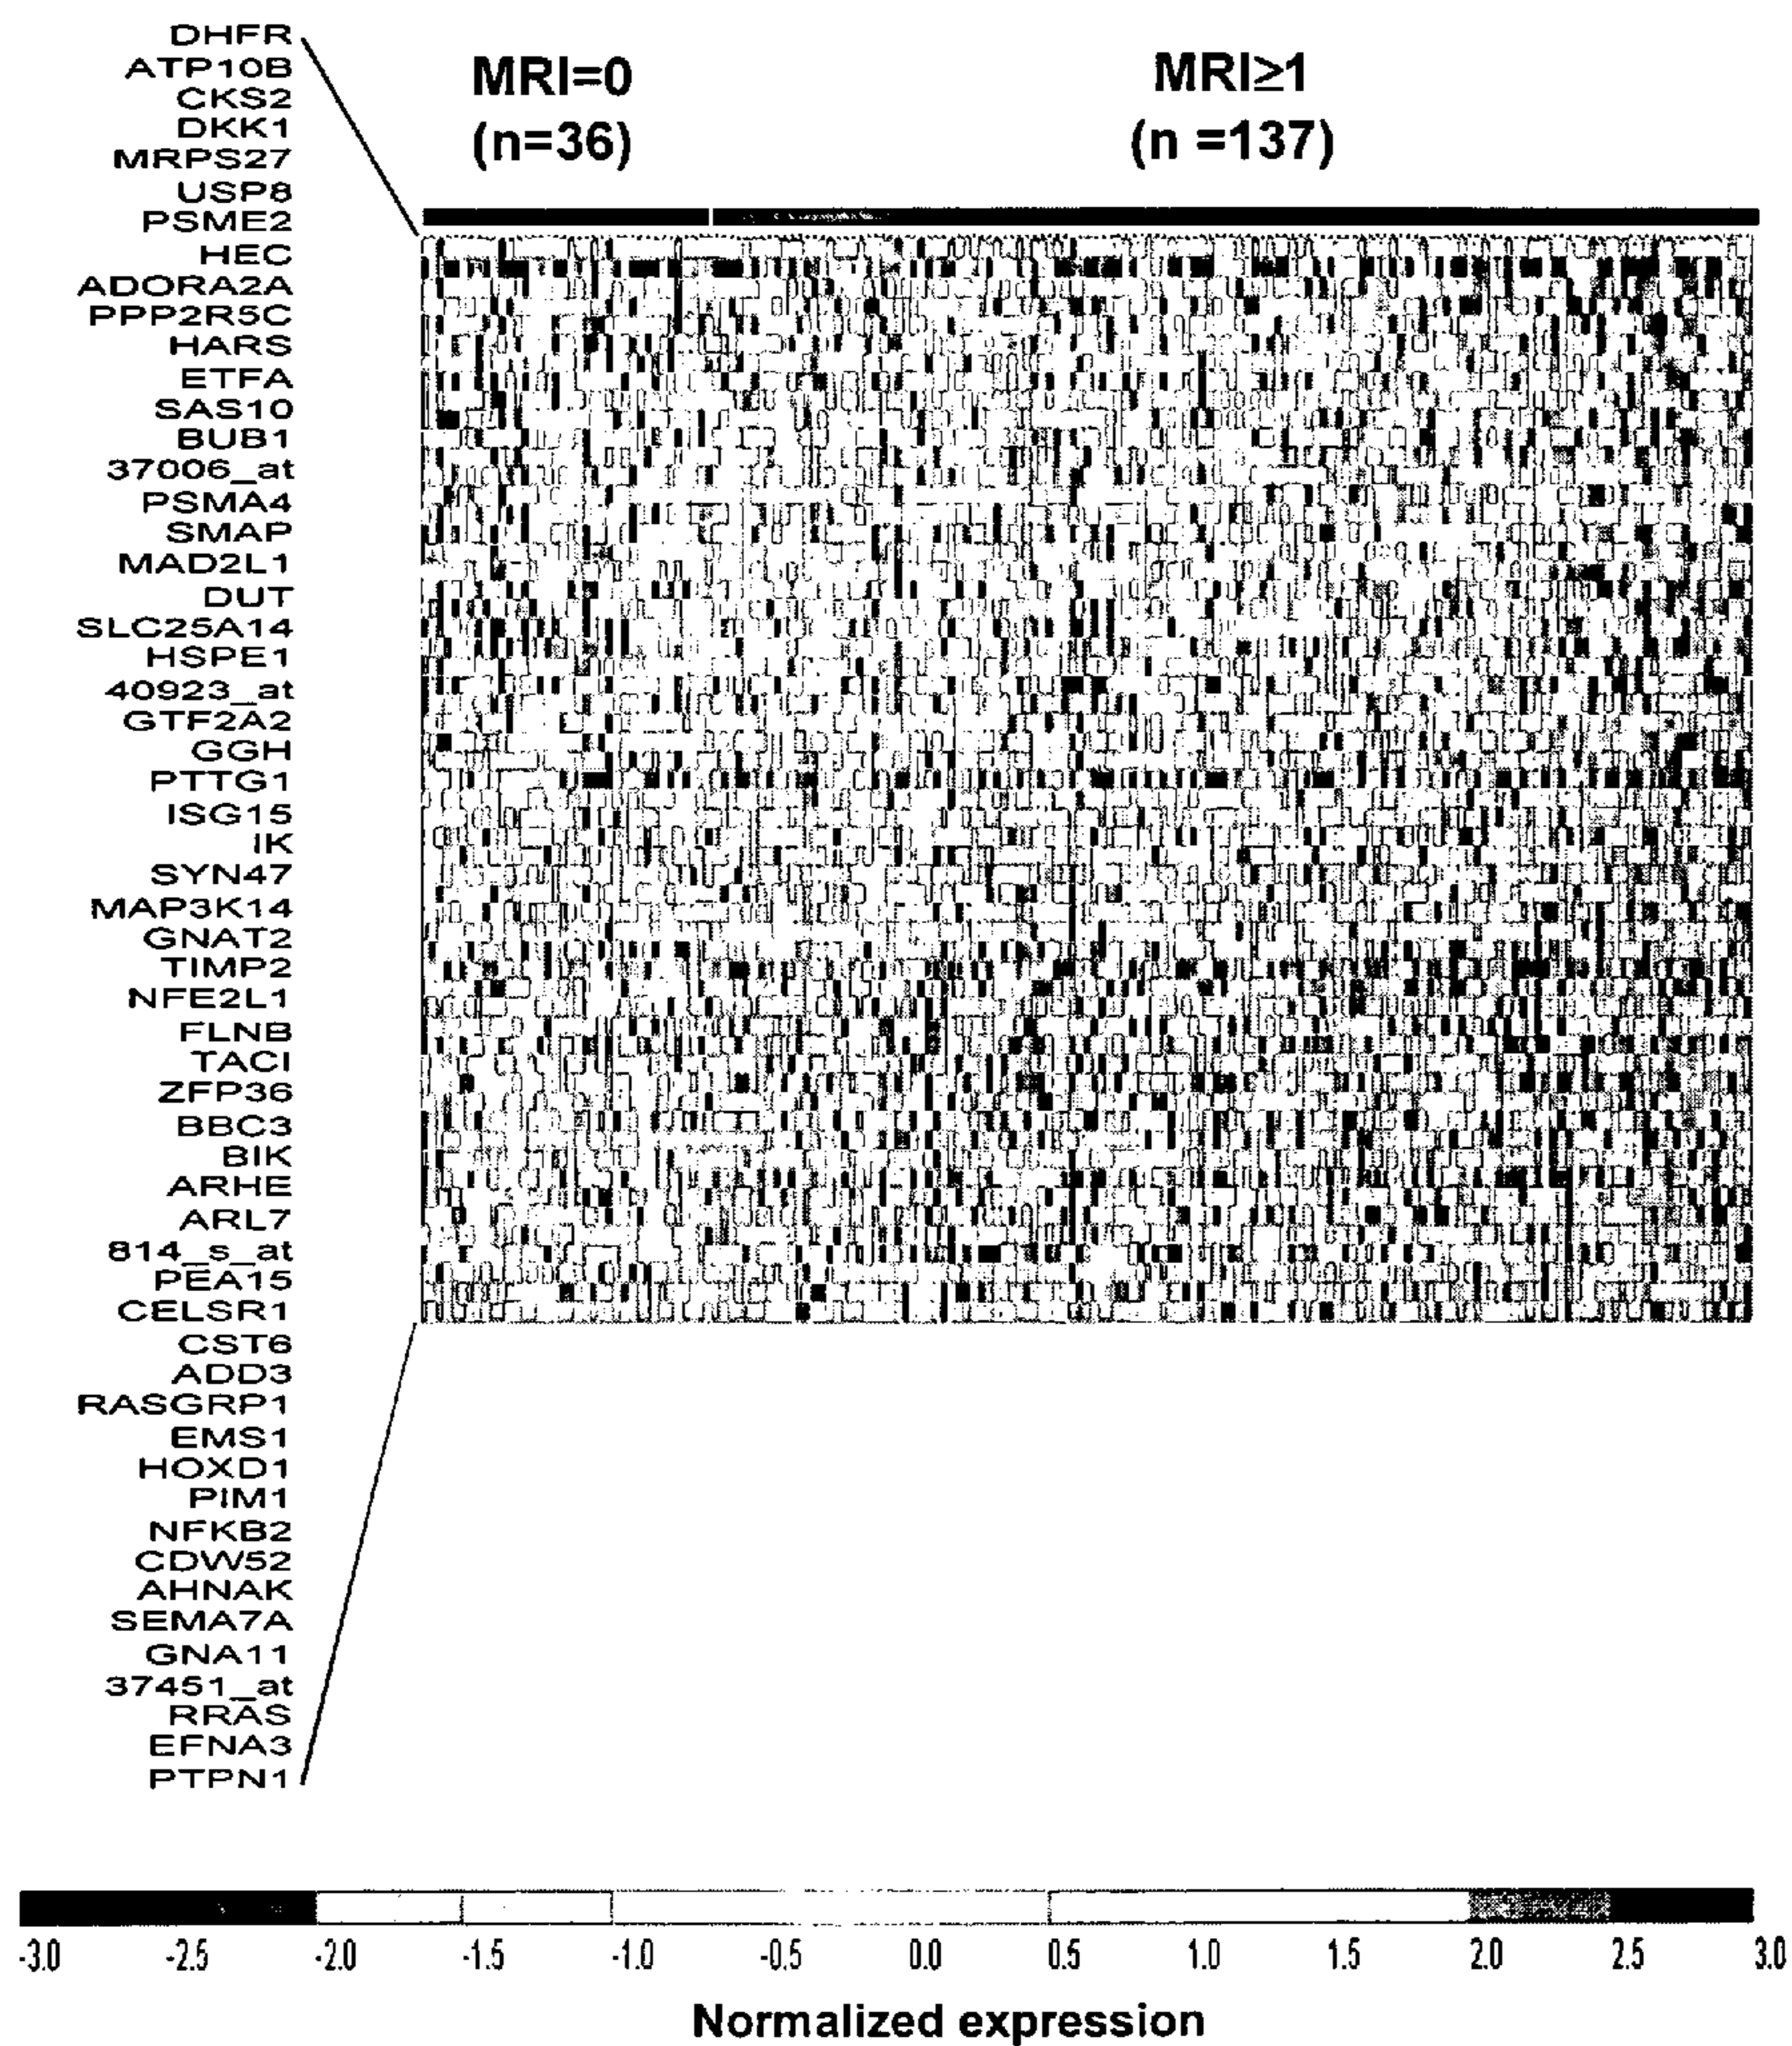 DHFR
ATP10B
CKS2
DKK1
MRPS27
USP8
PSME2
HEC
ADORA2A
PPP2R5C
HARS
ETFA
SAS10
BUB1
37006_at
PSMA4
SMAP
MAD2L1
DUT
SLC25A14
HSPE1
40923_at
GTF2A2
GGH
PTTG1
ISG15
IK
SYN47
MAP3K14
GNAT2
TIMP2
NFE2L1
FLNB
TACI
ZFP36
BBC3
BIK
ARHE
ARL7
814_s_at
PEA15
CELSR1
CST6
ADD3
RASGRP1
EMS1
HOXD1
PIM1
NFKB2
CDW52
AHNAK
SEMA7A
GNA11
37451_at
RRAS
EFNA3
PTPN1
MRI=0
(n=36)
MRI≥1
(n =137)
-3.0 -2.5 -2.0 -1.5 -1.0 -0.5 0.0 0.5 1.0 1.5 2.0 2.5 3.0
Normalized expression